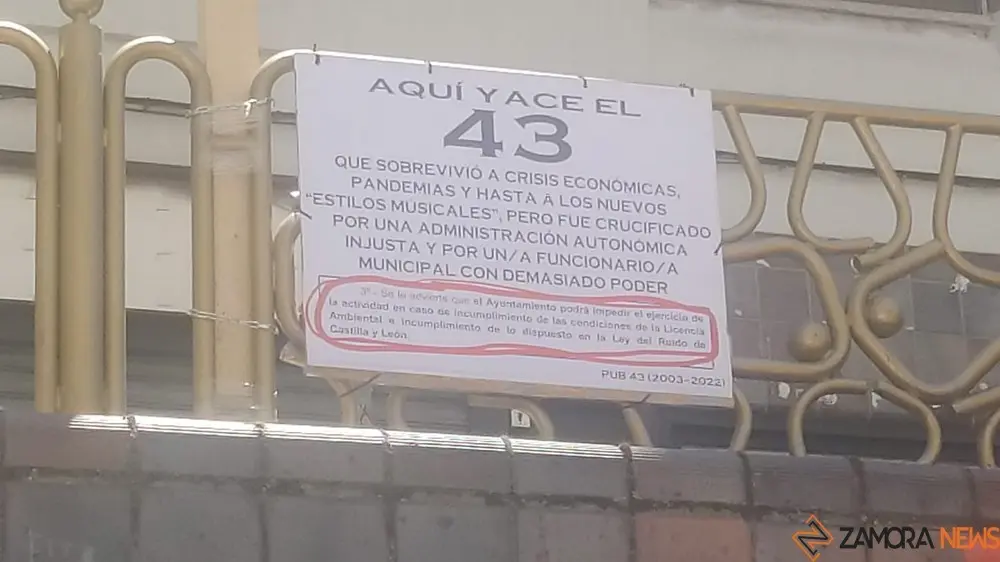 AQUÍ YACE EL
43
QUE SOBREVIVIÓ A CRISIS ECONÓMICAS,
PANDEMIAS Y HASTA A LOS NUEVOS
"ESTILOS MUSICALES", PERO FUE CRUCIFICADO
POR UNA ADMINISTRACIÓN AUTONÓMICA
INJUSTA Y POR UN/A FUNCIONARIO/A
MUNICIPAL CON DEMASIADO PODER
3º - Se le advierte que el Ayuntamiento podrá impedir el ejercicio de
la actividad en caso de incumplimiento de las condiciones de la Licencia
Ambiental e incumplimiento de lo dispuesto en la Ley del Ruido de
Castilla y León.
PUB 43 (2003-2022)
ZAMORA NEWS